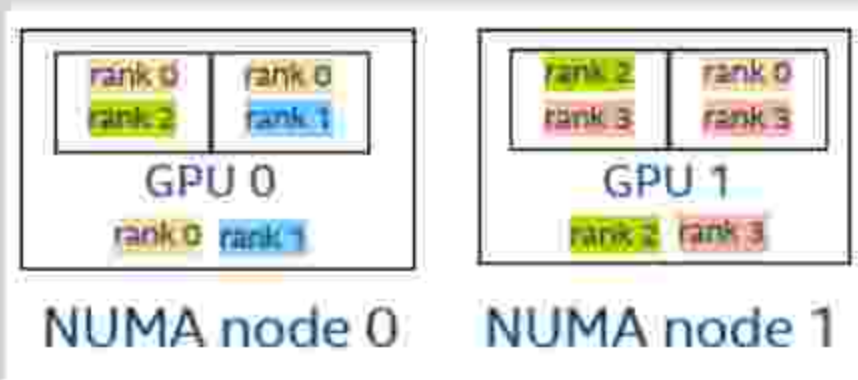 rank 0 rank 0
rank 2 rank 1
GPU 0
rank 0 rank 1
NUMA node 0
rank 2 rank 0
rank 3 rank 3
GPU 1
rank 2 rank 3
NUMA node 1